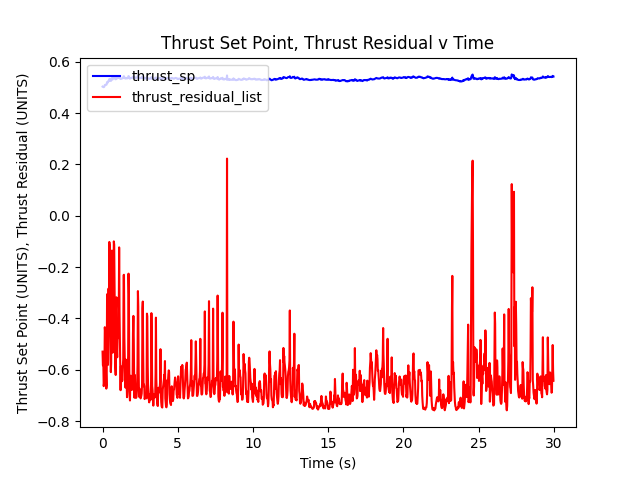 Thrust Set Point, Thrust Residual v Time
thrust_sp
thrust_residual_list
Thrust Set Point (UNITS), Thrust Residual (UNITS)
0.6
0.4
0.2
0.0
−0.2
−0.4
−0.6
−0.8
0 5 10 15 20 25 30
Time (s)